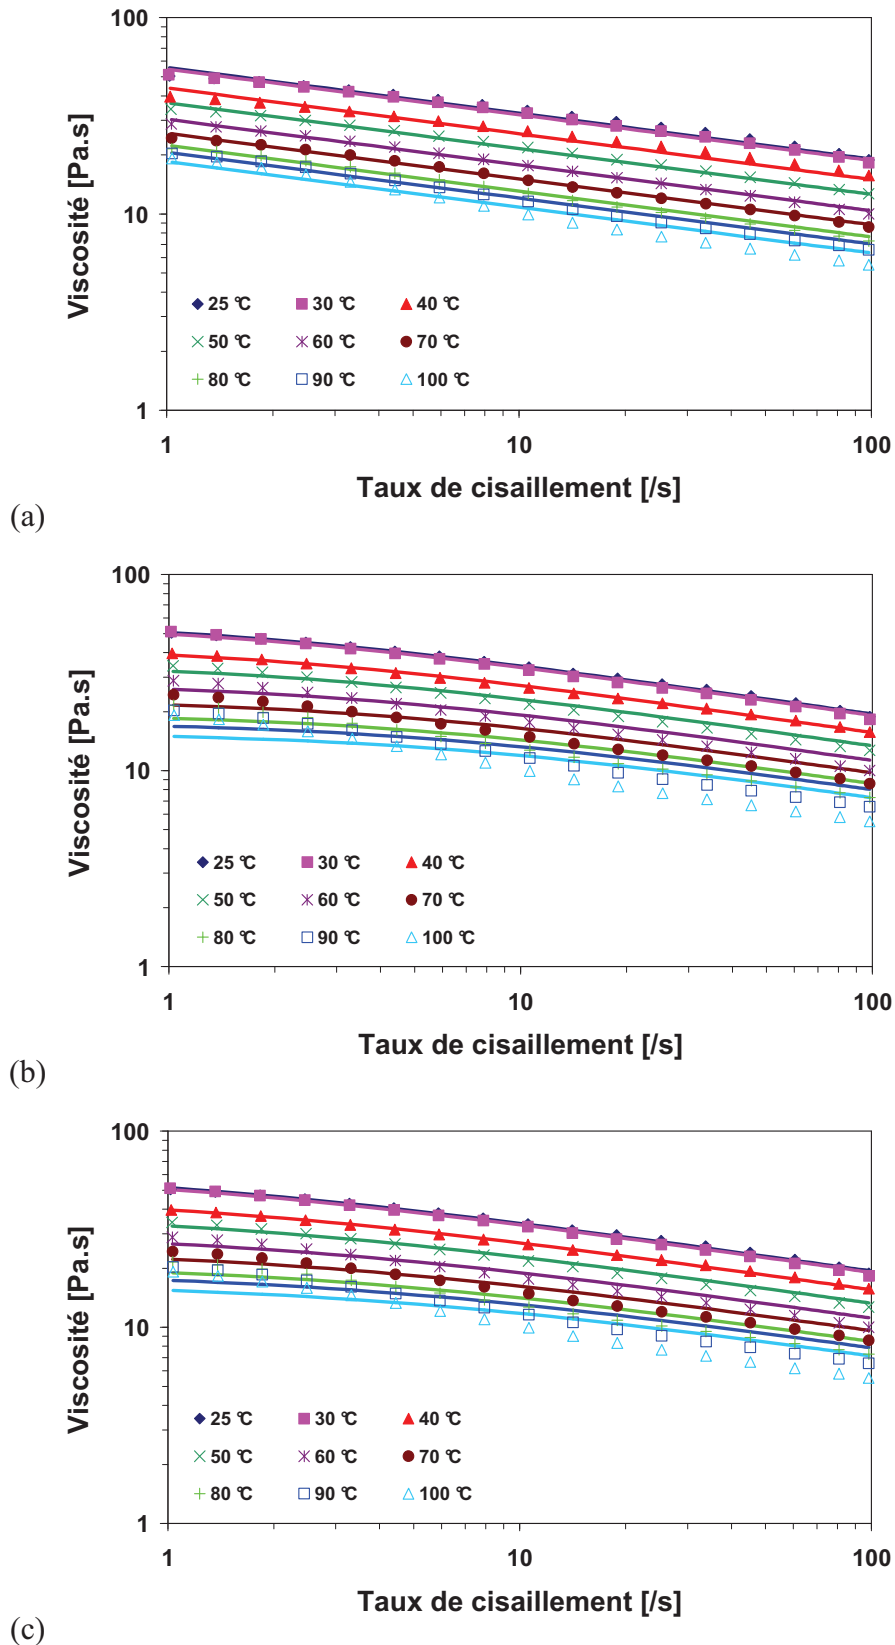 100
10
1
Viscosité [Pa.s]
25 °C 30 °C 40 °C
50 °C 60 °C 70 °C
80 °C 90 °C 100 °C
1 10 100
Taux de cisaillement [/s]
(a)
100
10
1
Viscosité [Pa.s]
25 °C 30 °C 40 °C
50 °C 60 °C 70 °C
80 °C 90 °C 100 °C
1 10 100
Taux de cisaillement [/s]
(b)
100
10
1
Viscosité [Pa.s]
25 °C 30 °C 40 °C
50 °C 60 °C 70 °C
80 °C 90 °C 100 °C
1 10 100
Taux de cisaillement [/s]
(c)